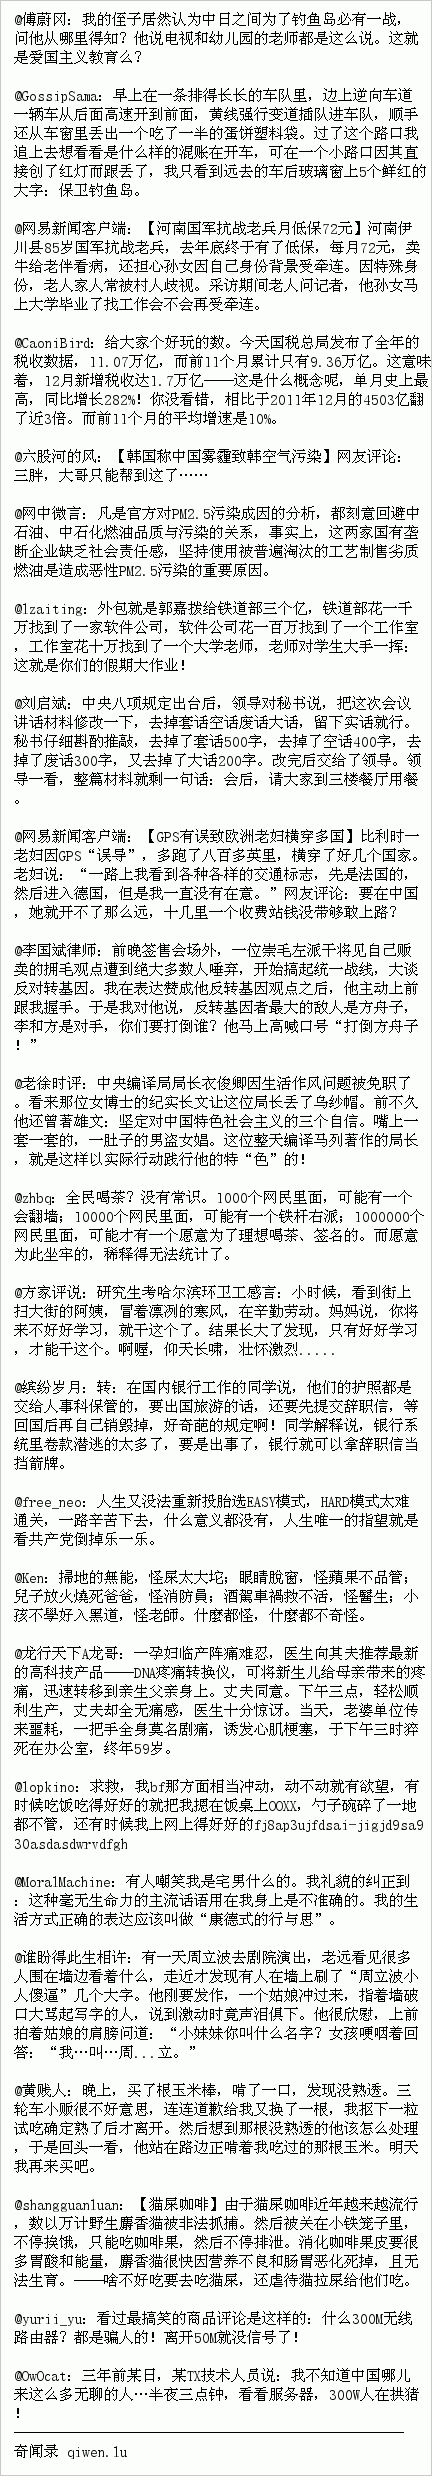 @傅蔚冈：我的侄子居然认为中日之间为了钓鱼岛必有一战，
问他从哪里得知？他说电视和幼儿园的老师都是这么说。这就
是爱国主义教育么？
@GossipSama：早上在一条排得长长的车队里，边上逆向车道
一辆车从后面高速开到前面，黄线强行变道插队进车队，顺手
还从车窗里丢出一个吃了一半的蛋饼塑料袋。过了这个路口我
追上去想看看是什么样的混账在开车，可在一个小路口因其直
接创了红灯而跟丢了，我只看到远去的车后玻璃窗上5个鲜红的
大字：保卫钓鱼岛。
@网易新闻客户端：【河南国军抗战老兵月低保72元】河南伊
川县85岁国军抗战老兵，去年底终于有了低保，每月72元，卖
牛给老伴看病，还担心孙女因自己身份背景受牵连。因特殊身
份，老人家人常被村人歧视。采访期间老人问记者，他孙女马
上大学毕业了找工作会不会再受牵连。
@CaoniBird：给大家个好玩的数。今天国税总局发布了全年的
税收数据，11.07万亿，而前11个月累计只有9.36万亿。这意味
着，12月新增税收达1.7万亿——这是什么概念呢，单月史上最
高，同比增长282%！你没看错，相比于2011年12月的4503亿翻
了近3倍。而前11个月的平均增速是10%。
@六股河的风：【韩国称中国雾霾致韩空气污染】网友评论：
三胖，大哥只能帮到这了……
@网中微言：凡是官方对PM2.5污染成因的分析，都刻意回避中
石油、中石化燃油品质与污染的关系，事实上，这两家国有垄
断企业缺乏社会责任感，坚持使用被普遍淘汰的工艺制售劣质
燃油是造成恶性PM2.5污染的重要原因。
@lzaiting：外包就是郭嘉拨给铁道部三个亿，铁道部花一千
万找到了一家软件公司，软件公司花一百万找到了一个工作室
，工作室花十万找到了一个大学老师，老师对学生大手一挥：
这就是你们的假期大作业！
@刘启斌：中央八项规定出台后，领导对秘书说，把这次会议
讲话材料修改一下，去掉套话空话废话大话，留下实话就行。
秘书仔细斟酌推敲，去掉了套话500字，去掉了空话400字，去
掉了废话300字，又去掉了大话200字。改完后交给了领导。领
导一看，整篇材料就剩一句话：会后，请大家到三楼餐厅用餐
。
@网易新闻客户端：【GPS有误致欧洲老妇横穿多国】比利时一
老妇因GPS“误导”，多跑了八百多英里，横穿了好几个国家。
老妇说：“一路上我看到各种各样的交通标志，先是法国的，
然后进入德国，但是我一直没有在意。”网友评论：要在中国
，她就开不了那么远，十几里一个收费站钱没带够敢上路？
@李国斌律师：前晚签售会场外，一位崇毛左派干将见自己贩
卖的拥毛观点遭到绝大多数人唾弃，开始搞起统一战线，大谈
反对转基因。我在表达赞成他反转基因观点之后，他主动上前
跟我握手。于是我对他说，反转基因者最大的敌人是方舟子，
李和方是对手，你们要打倒谁？他马上高喊口号“打倒方舟子
！”
@老徐时评：中央编译局局长衣俊卿因生活作风问题被免职了
。看来那位女博士的纪实长文让这位局长丢了乌纱帽。前不久
他还曾著雄文：坚定对中国特色社会主义的三个自信。嘴上一
套一套的，一肚子的男盗女娼。这位整天编译马列著作的局长
，就是这样以实际行动践行他的特“色”的！
@zhbq：全民喝茶？没有常识。1000个网民里面，可能有一个
会翻墙；10000个网民里面，可能有一个铁杆右派；1000000个
网民里面，可能才有一个愿意为了理想喝茶、签名的。而愿意
为此坐牢的，稀释得无法统计了。
@方家评说：研究生考哈尔滨环卫工感言：小时候，看到街上
扫大街的阿姨，冒着凛冽的寒风，在辛勤劳动。妈妈说，你将
来不好好学习，就干这个了。结果长大了发现，只有好好学习
，才能干这个。啊喔，仰天长啸，壮怀激烈.....
@缤纷岁月：转：在国内银行工作的同学说，他们的护照都是
交给人事科保管的，要出国旅游的话，还要先提交辞职信，等
回国后再自己销毁掉，好奇葩的规定啊！同学解释说，银行系
统里卷款潜逃的太多了，要是出事了，银行就可以拿辞职信当
挡箭牌。
@free_neo：人生又没法重新投胎选EASY模式，HARD模式太难
通关，一路辛苦下去，什么意义都没有，人生唯一的指望就是
看共产党倒掉乐一乐。
@Ken：掃地的無能，怪屎太大坨；眼睛脫窗，怪蘋果不品管；
兒子放火燒死爸爸，怪消防員；酒駕車禍救不活，怪醫生；小
孩不學好入黑道，怪老師。什麼都怪，什麼都不奇怪。
@龙行天下A龙哥：一孕妇临产阵痛难忍，医生向其夫推荐最新
的高科技产品——DNA疼痛转换仪，可将新生儿给母亲带来的疼
痛，迅速转移到亲生父亲身上。丈夫同意。下午三点，轻松顺
利生产，丈夫却全无痛感，医生十分惊讶。当天，老婆单位传
来噩耗，一把手全身莫名剧痛，诱发心肌梗塞，于下午三时猝
死在办公室，终年59岁。
@lopkino：求救，我bf那方面相当冲动，动不动就有欲望，有
时候吃饭吃得好好的就把我摁在饭桌上OOXX，勺子碗碎了一地
都不管，还有时候我上网上得好好的fj8ap3ujfdsai-jigjd9sa9
30asdasdwrvdfgh
@MoralMachine：有人嘲笑我是宅男什么的。我礼貌的纠正到
：这种毫无生命力的主流话语用在我身上是不准确的。我的生
活方式正确的表达应该叫做“康德式的行与思”。
@谁盼得此生相许：有一天周立波去剧院演出，老远看见很多
人围在墙边看着什么，走近才发现有人在墙上刷了“周立波小
人傻逼”几个大字。他刚要发作，一个姑娘冲过来，指着墙破
口大骂起写字的人，说到激动时竟声泪俱下。他很欣慰，上前
拍着姑娘的肩膀问道：“小妹妹你叫什么名字？女孩哽咽着回
答：“我…叫…周...立。”
@黄贱人：晚上，买了根玉米棒，啃了一口，发现没熟透。三
轮车小贩很不好意思，连连道歉给我又换了一根，我抠下一粒
试吃确定熟了后才离开。然后想到那根没熟透的他该怎么处理
，于是回头一看，他站在路边正啃着我吃过的那根玉米。明天
我再来买吧。
@shangguanluan：【猫屎咖啡】由于猫屎咖啡近年越来越流行
，数以万计野生麝香猫被非法抓捕。然后被关在小铁笼子里，
不停挨饿，只能吃咖啡果，然后不停排泄。消化咖啡果皮要很
多胃酸和能量，麝香猫很快因营养不良和肠胃恶化死掉，且无
法生育。——啥不好吃要去吃猫屎，还虐待猫拉屎给他们吃。
@yurii_yu：看过最搞笑的商品评论是这样的：什么300M无线
路由器？都是骗人的！离开50M就没信号了！
@OwOcat：三年前某日，某TX技术人员说：我不知道中国哪儿
来这么多无聊的人…半夜三点钟，看看服务器，300W人在拱猪
！
奇闻录 qiwen.lu